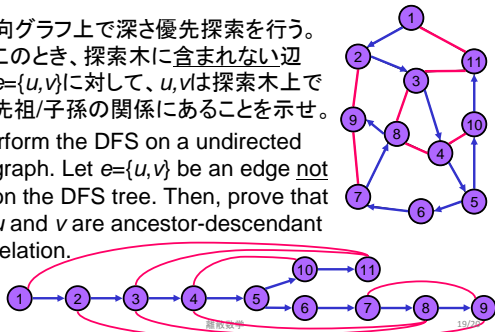 向グラフ上で深さ優先探索を行う。
このとき、探索木に含まれない辺
e={u,v}に対して、u,vは探索木上で
先祖/子孫の関係にあることを示せ。
rform the DFS on a undirected
graph. Let e={u,v} be an edge not
on the DFS tree. Then, prove that
u and v are ancestor-descendant
elation.
1
2
3
11
9
8
10
4
7
6
5
10
11
1
2
3
4
5
6
7
8
9
離散数学
19/26